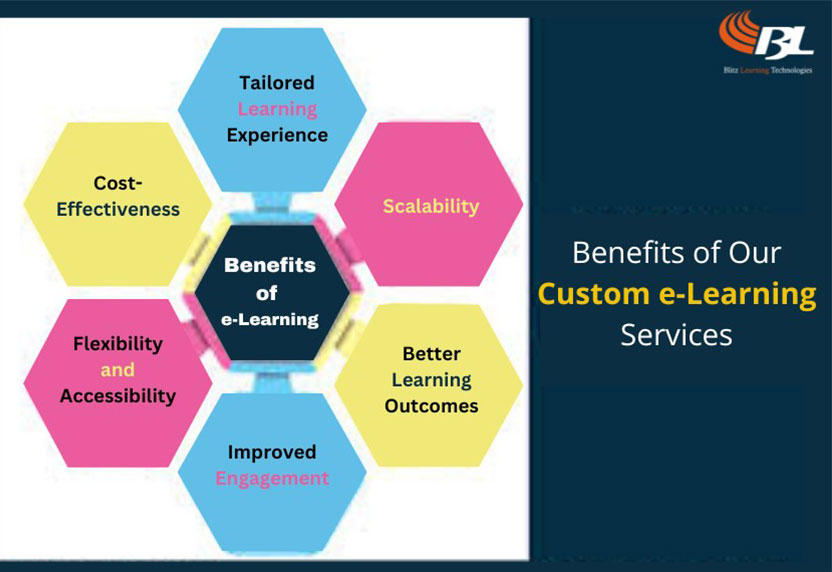 BL
Blitz Learning Technologies
Tailored
Learning
Experience
Cost-
Effectiveness
Scalability
Benefits
of
e-Learning
Flexibility
and
Accessibility
Better
Learning
Outcomes
Improved
Engagement
Benefits of Our
Custom e-Learning
Services